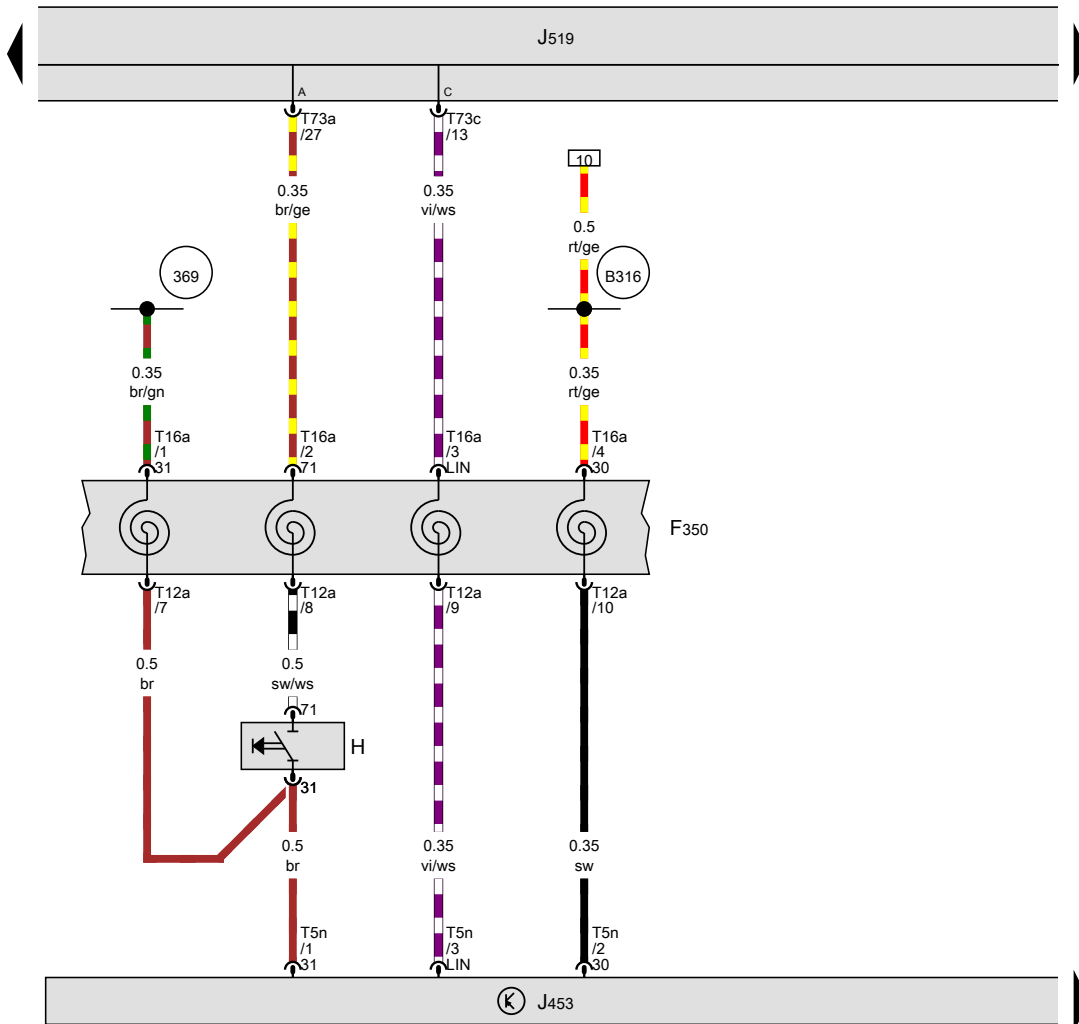 J519
A
C
T73a
/27
T73c
/13
10
0.35
br/ge
0.35
vi/ws
0.5
rt/ge
369
B316
0.35
br/gn
0.35
rt/ge
T16a
/1
31
T16a
/2
71
T16a
/3
LIN
T16a
/4
30
F350
T12a
/7
T12a
/8
T12a
/9
T12a
/10
0.5
br
0.5
sw/ws
71
H
31
0.5
br
0.35
vi/ws
0.35
sw
T5n
/1
31
T5n
/3
LIN
T5n
/2
30
K J453